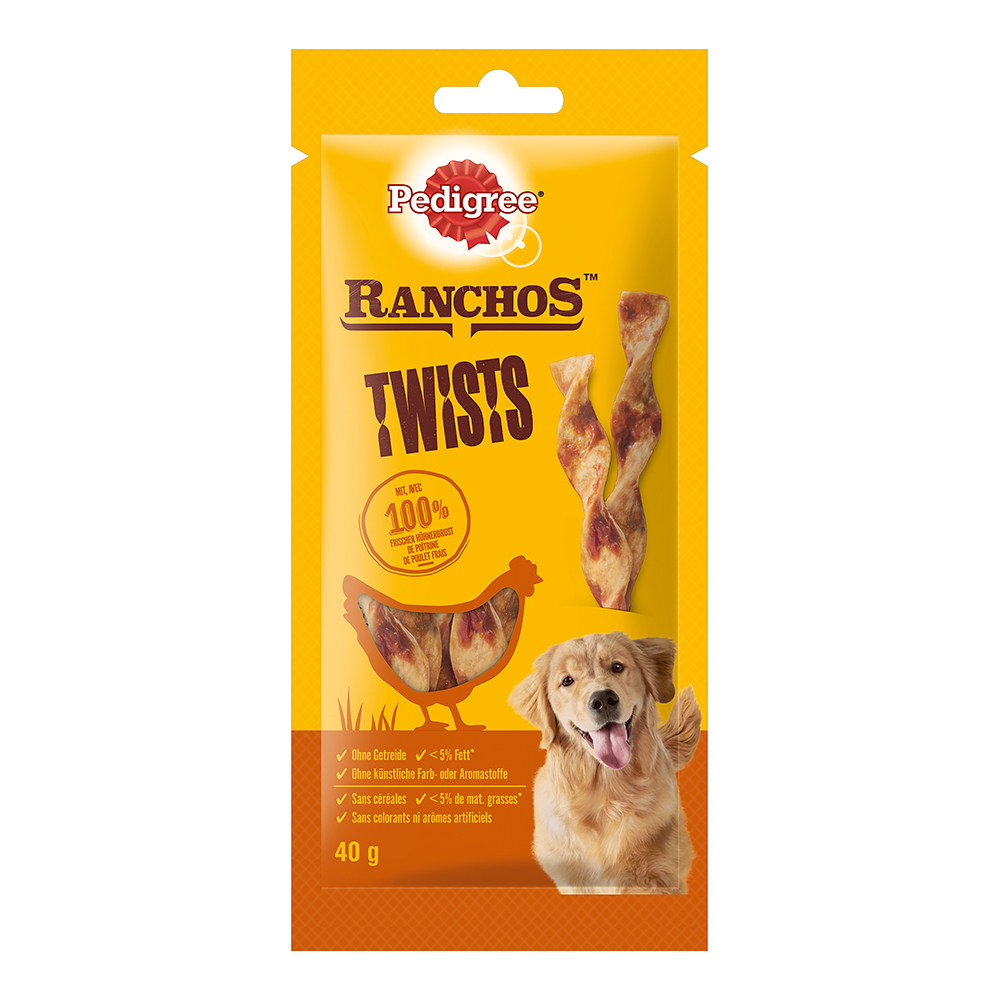 Pedigree®
RANCHOS™
TWISTS
MIT, AVEC
100%
FRISCHER HÜHNERBRUST
DE POITRINE
DE POULET FRAIS
✓ Ohne Getreide ✓ <5% Fett*
✓ Ohne künstliche Farb- oder Aromastoffe
✓ Sans céréales ✓ <5% de mat. grasses*
✓ Sans colorants ni arômes artificiels
40 g